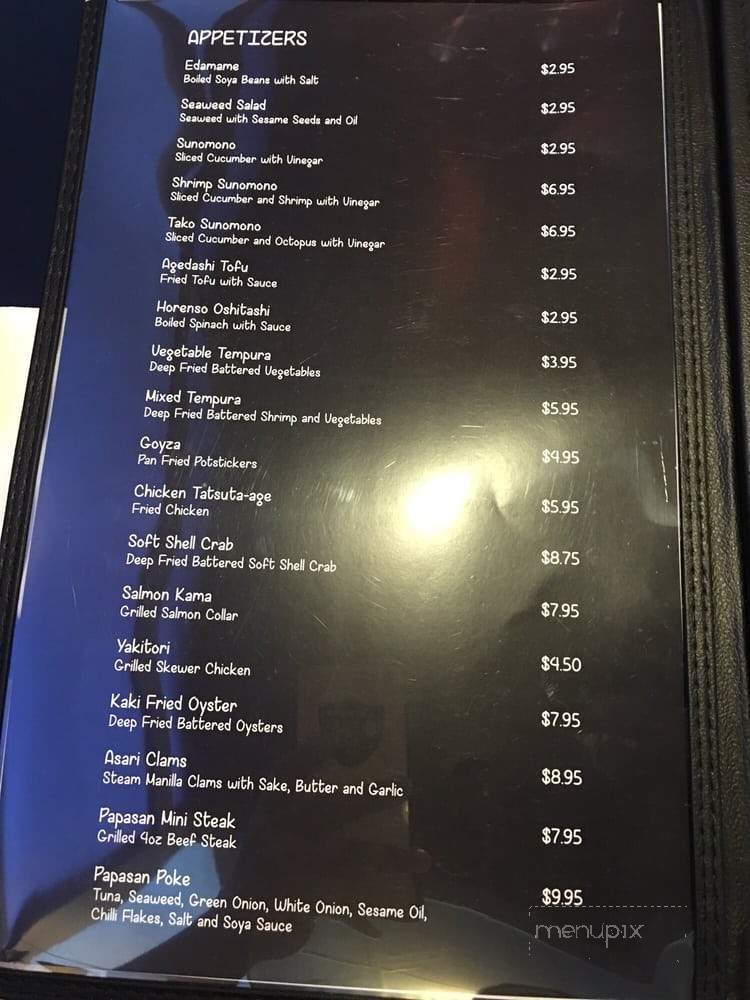 APPETIZERS
Edamame $2.95
Boiled Soya Beans with Salt
Seaweed Salad $2.95
Seaweed with Sesame Seeds and Oil
Sunomono $2.95
Sliced Cucumber with Vinegar
Shrimp Sunomono $6.95
Sliced Cucumber and Shrimp with Vinegar
Tako Sunomono $6.95
Sliced Cucumber and Octopus with Vinegar
Agedashi Tofu $2.95
Fried Tofu with Sauce
Horenso Oshitashi $2.95
Boiled Spinach with Sauce
Vegetable Tempura $3.95
Deep Fried Battered Vegetables
Mixed Tempura $5.95
Deep Fried Battered Shrimp and Vegetables
Goyza $4.95
Pan Fried Potstickers
Chicken Tatsuta-age $5.95
Fried Chicken
Soft Shell Crab $8.75
Deep Fried Battered Soft Shell Crab
Salmon Kama $7.95
Grilled Salmon Collar
Yakitori $4.50
Grilled Skewer Chicken
Kaki Fried Oyster $7.95
Deep Fried Battered Oysters
Asari Clams $8.95
Steam Manilla Clams with Sake, Butter and Garlic
Papasan Mini Steak $7.95
Grilled 4oz Beef Steak
Papasan Poke $9.95
Tuna, Seaweed, Green Onion, White Onion, Sesame Oil,
Chilli Flakes, Salt and Soya Sauce
menupix